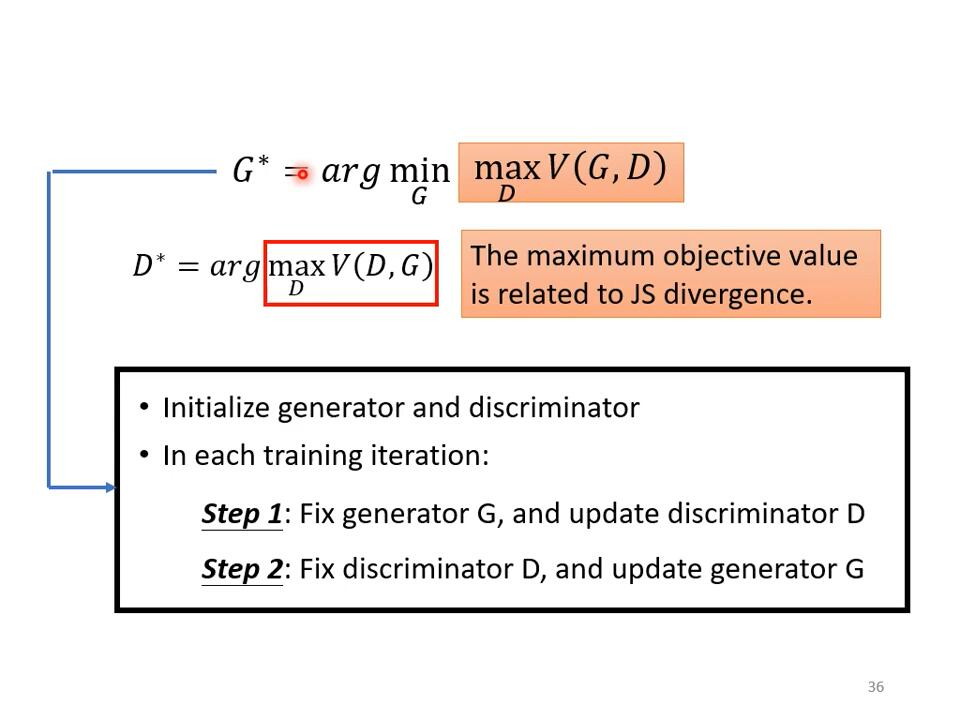 G* = arg min_G max_D V(G, D)
D* = arg max_D V(D, G)
The maximum objective value
is related to JS divergence.
• Initialize generator and discriminator
• In each training iteration:
Step 1: Fix generator G, and update discriminator D
Step 2: Fix discriminator D, and update generator G
36